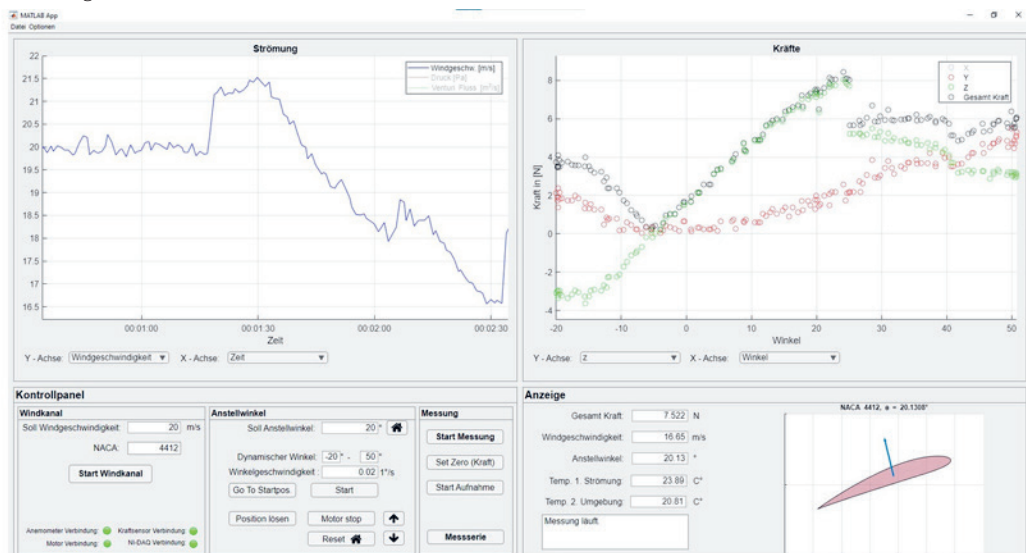 MATLAB App
Datei Optionen
Strömung
22
21.5
21
20.5
20
19.5
19
18.5
18
17.5
17
16.5
00:01:00
00:01:30
00:02:00
00:02:30
Zeit
Windgeschw. [m/s]
Druck [Pa]
Venturi. Fluss [m³/s]
Y - Achse: Windgeschwindigkeit X - Achse: Zeit
Kräfte
Kraft in [N]
8
6
4
2
0
-2
-4
-20
-10
0
10
20
30
40
50
Winkel
X
Y
Z
Gesamt Kraft
Y - Achse: z X - Achse: Winkel
Kontrollpanel
Windkanal
Soll Windgeschwindigkeit: 20 m/s
NACA: 4412
Start Windkanal
Anemometer Verbindung: Kraftsensor Verbindung:
Motor Verbindung: NI-DAQ Verbindung:
Anstellwinkel
Soll Anstellwinkel: 20 °
Dynamischer Winkel: -20 ° - 50 °
Winkelgeschwindigkeit : 0.02 1°/s
Go To Startpos. Start
Position lösen Motor stop
Reset
Messung
Start Messung
Set Zero (Kraft)
Start Aufnahme
Messserie
Anzeige
Gesamt Kraft: 7.522 N
Windgeschwindigkeit: 16.65 m/s
Anstellwinkel: 20.13 °
Temp. 1. Strömung: 23.89 C°
Temp. 2. Umgebung: 20.81 C°
Messung läuft.